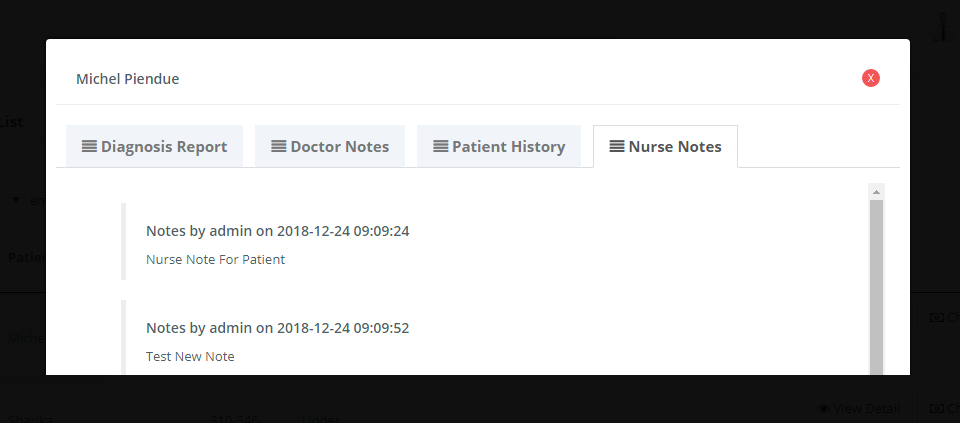 Michel Piendue
X
List
Diagnosis Report
Doctor Notes
Patient History
Nurse Notes
Notes by admin on 2018-12-24 09:09:24
Nurse Note For Patient
Notes by admin on 2018-12-24 09:09:52
Test New Note
View Detail